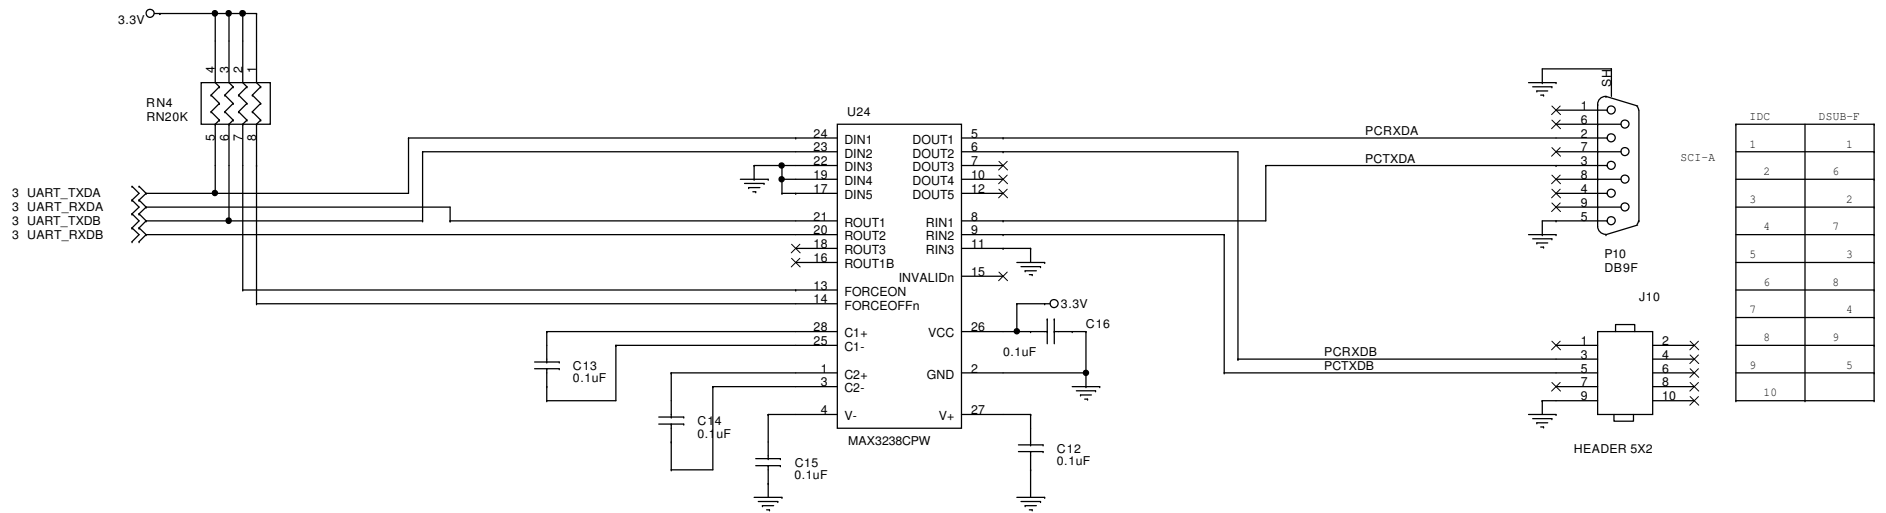 3.3V
4 3 2 1
RN4
RN20K
5 6 7 8
3 UART_TXDA
3 UART_RXDA
3 UART_TXDB
3 UART_RXDB
U24
24 DIN1 DOUT1 5
23 DIN2 DOUT2 6
22 DIN3 DOUT3 7
19 DIN4 DOUT4 10
17 DIN5 DOUT5 12
21 ROUT1 RIN1 8
20 ROUT2 RIN2 9
18 ROUT3 RIN3 11
16 ROUT1B
INVALIDn 15
13 FORCEON
14 FORCEOFFn
28 C1+ VCC 26
25 C1-
1 C2+ GND 2
3 C2-
4 V- V+ 27
MAX3238CPW
C13
0.1uF
C14
0.1uF
C15
0.1uF
3.3V
C16
0.1uF
C12
0.1uF
PCRXDA
PCTXDA
PCRXDB
PCTXDB
SH
1
6
2
7
3
8
4
9
5
P10
DB9F
SCI-A
J10
1 2
3 4
5 6
7 8
9 10
HEADER 5X2
IDC DSUB-F
1 1
2 6
3 2
4 7
5 3
6 8
7 4
8 9
9 5
10